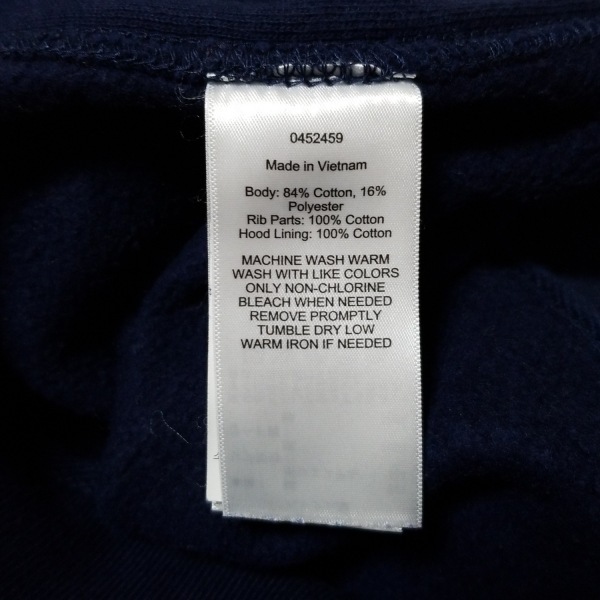 0452459
Made in Vietnam
Body: 84% Cotton, 16%
Polyester
Rib Parts: 100% Cotton
Hood Lining: 100% Cotton
MACHINE WASH WARM
WASH WITH LIKE COLORS
ONLY NON-CHLORINE
BLEACH WHEN NEEDED
REMOVE PROMPTLY
TUMBLE DRY LOW
WARM IRON IF NEEDED